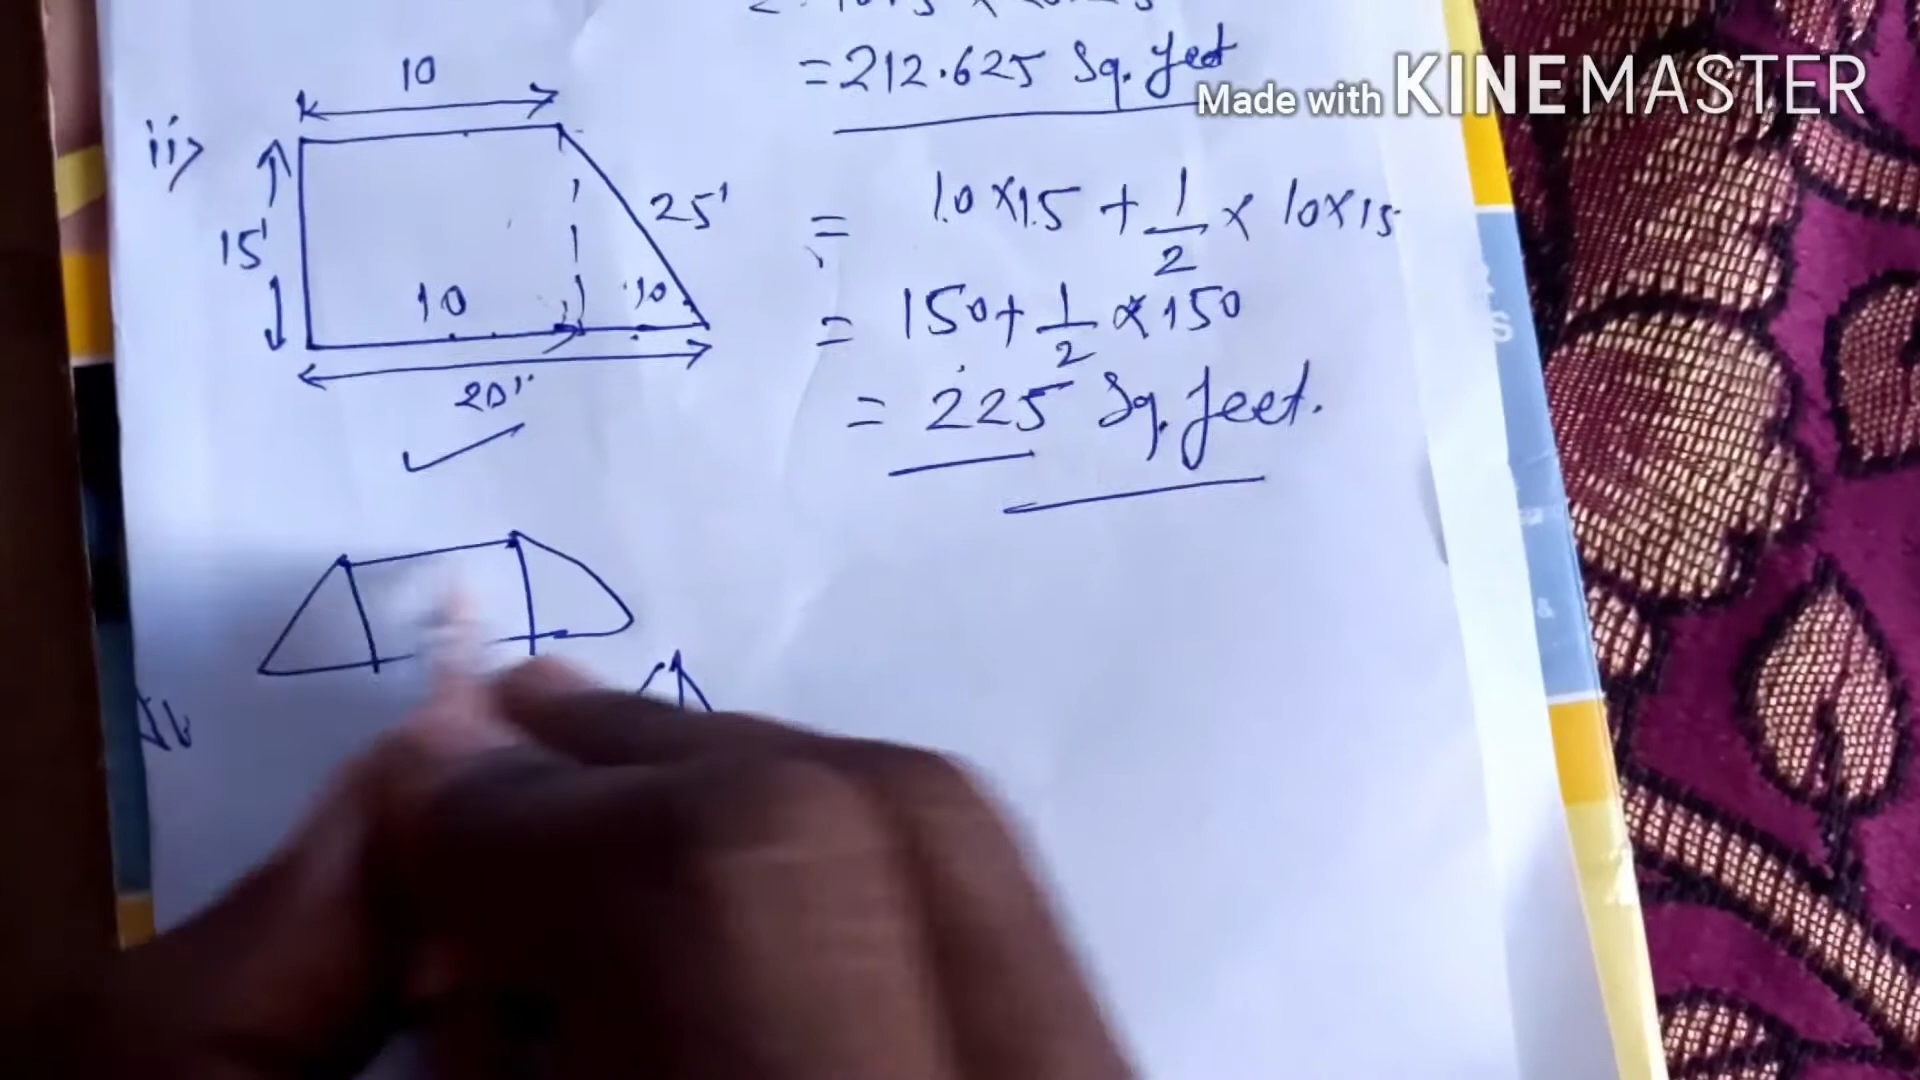 = 212.625 Sq. feet
Made with KINEMASTER
ii>
10
15'
25'
10
10
20'
= 10×15 + 1/2 × 10×15
= 150 + 1/2 × 150
= 225 Sq. feet.